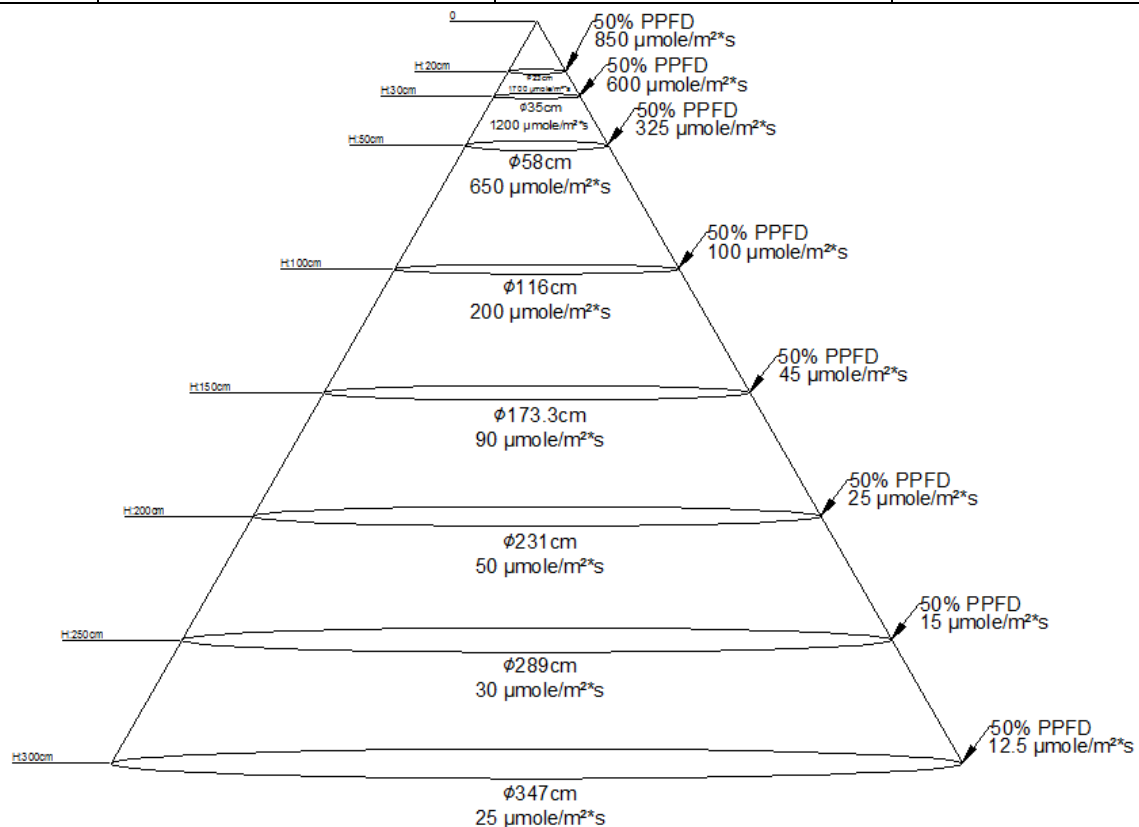 0
50% PPFD
850 µmole/m²*s
H:20cm
50% PPFD
600 µmole/m²*s
ϕ23cm
1700 µmole/m²*s
H:30cm
50% PPFD
325 µmole/m²*s
ϕ35cm
1200 µmole/m²*s
H:50cm
ϕ58cm
650 µmole/m²*s
50% PPFD
100 µmole/m²*s
H:100cm
ϕ116cm
200 µmole/m²*s
50% PPFD
45 µmole/m²*s
H:150cm
ϕ173.3cm
90 µmole/m²*s
50% PPFD
25 µmole/m²*s
H:200cm
ϕ231cm
50 µmole/m²*s
50% PPFD
15 µmole/m²*s
H:250cm
ϕ289cm
30 µmole/m²*s
50% PPFD
12.5 µmole/m²*s
H:300cm
ϕ347cm
25 µmole/m²*s